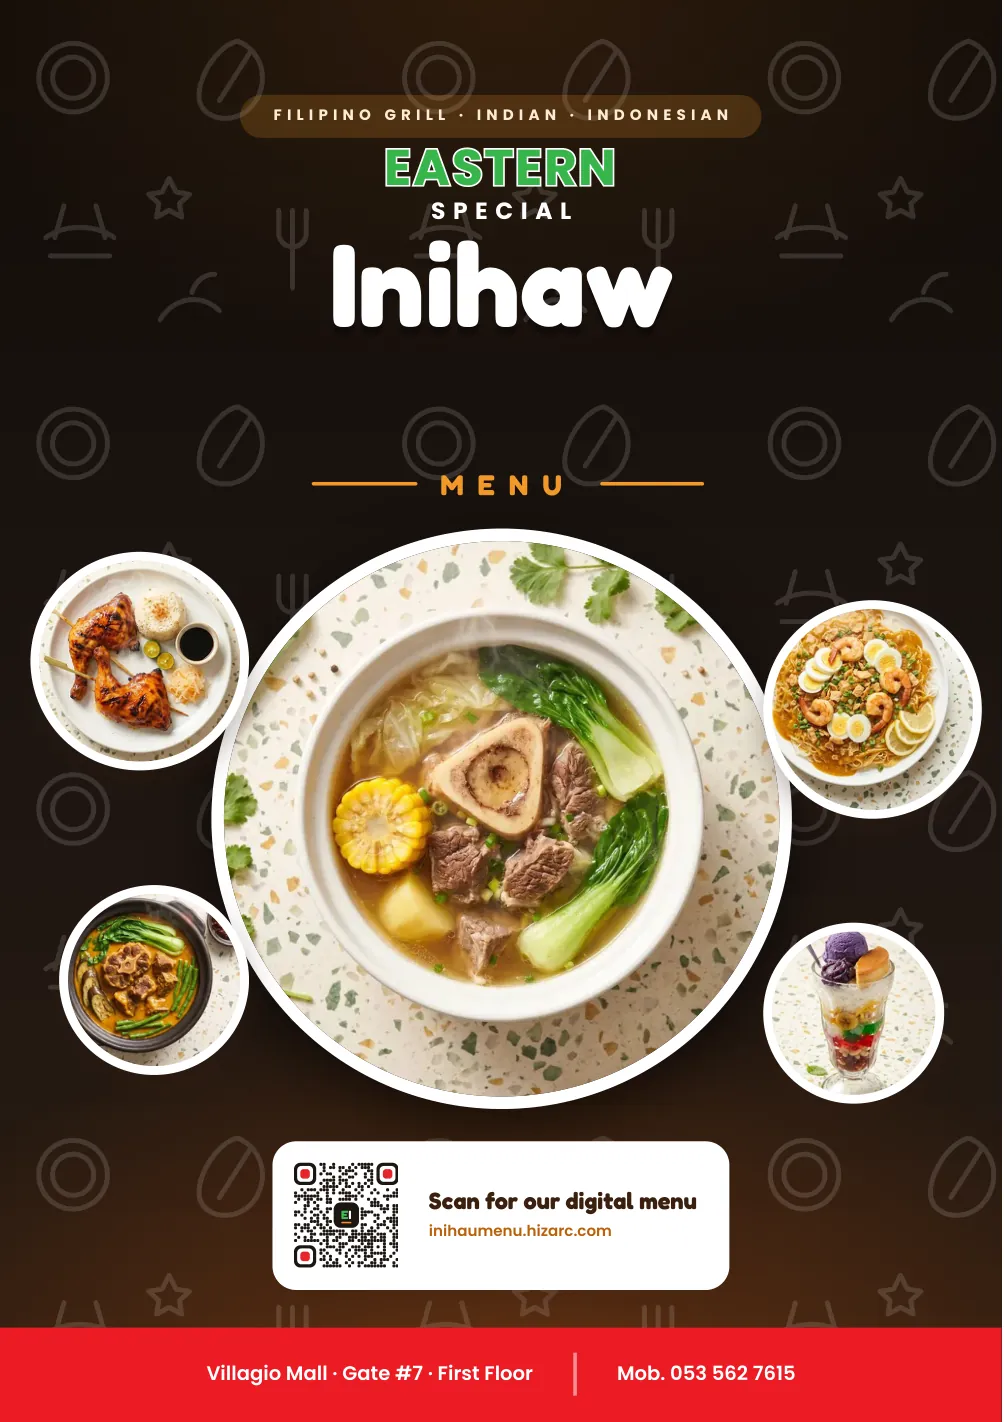 FILIPINO GRILL · INDIAN · INDONESIAN
EASTERN
SPECIAL
Inihaw
MENU
EI
Scan for our digital menu
inihaumenu.hizarc.com
Villagio Mall · Gate #7 · First Floor
Mob. 053 562 7615